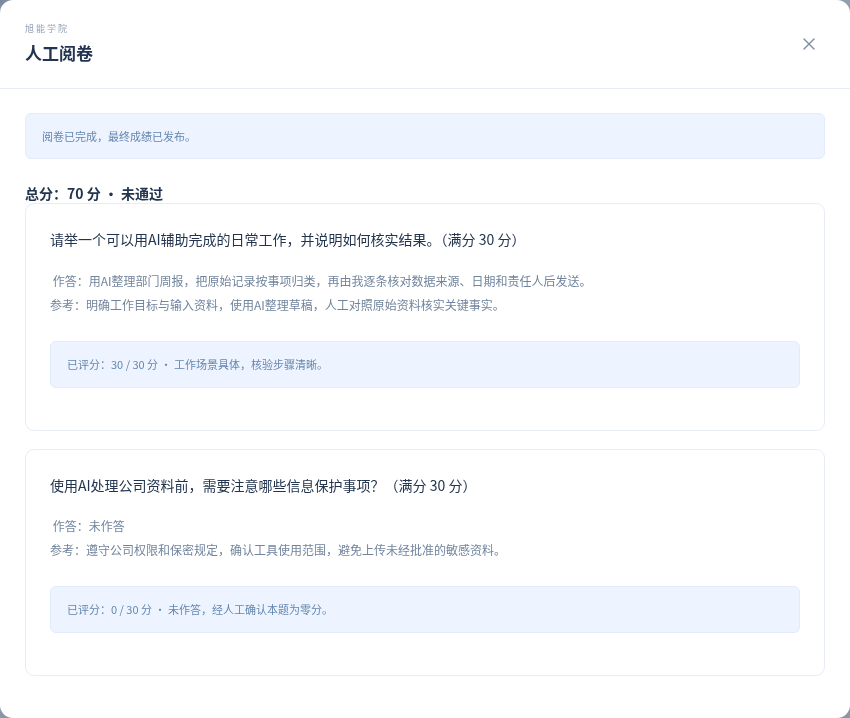 旭能学院
人工阅卷
阅卷已完成，最终成绩已发布。
总分：70 分 · 未通过
请举一个可以用AI辅助完成的日常工作，并说明如何核实结果。（满分 30 分）
作答：用AI整理部门周报，把原始记录按事项归类，再由我逐条核对数据来源、日期和责任人后发送。
参考：明确工作目标与输入资料，使用AI整理草稿，人工对照原始资料核实关键事实。
已评分：30 / 30 分 · 工作场景具体，核验步骤清晰。
使用AI处理公司资料前，需要注意哪些信息保护事项？（满分 30 分）
作答：未作答
参考：遵守公司权限和保密规定，确认工具使用范围，避免上传未经批准的敏感资料。
已评分：0 / 30 分 · 未作答，经人工确认本题为零分。